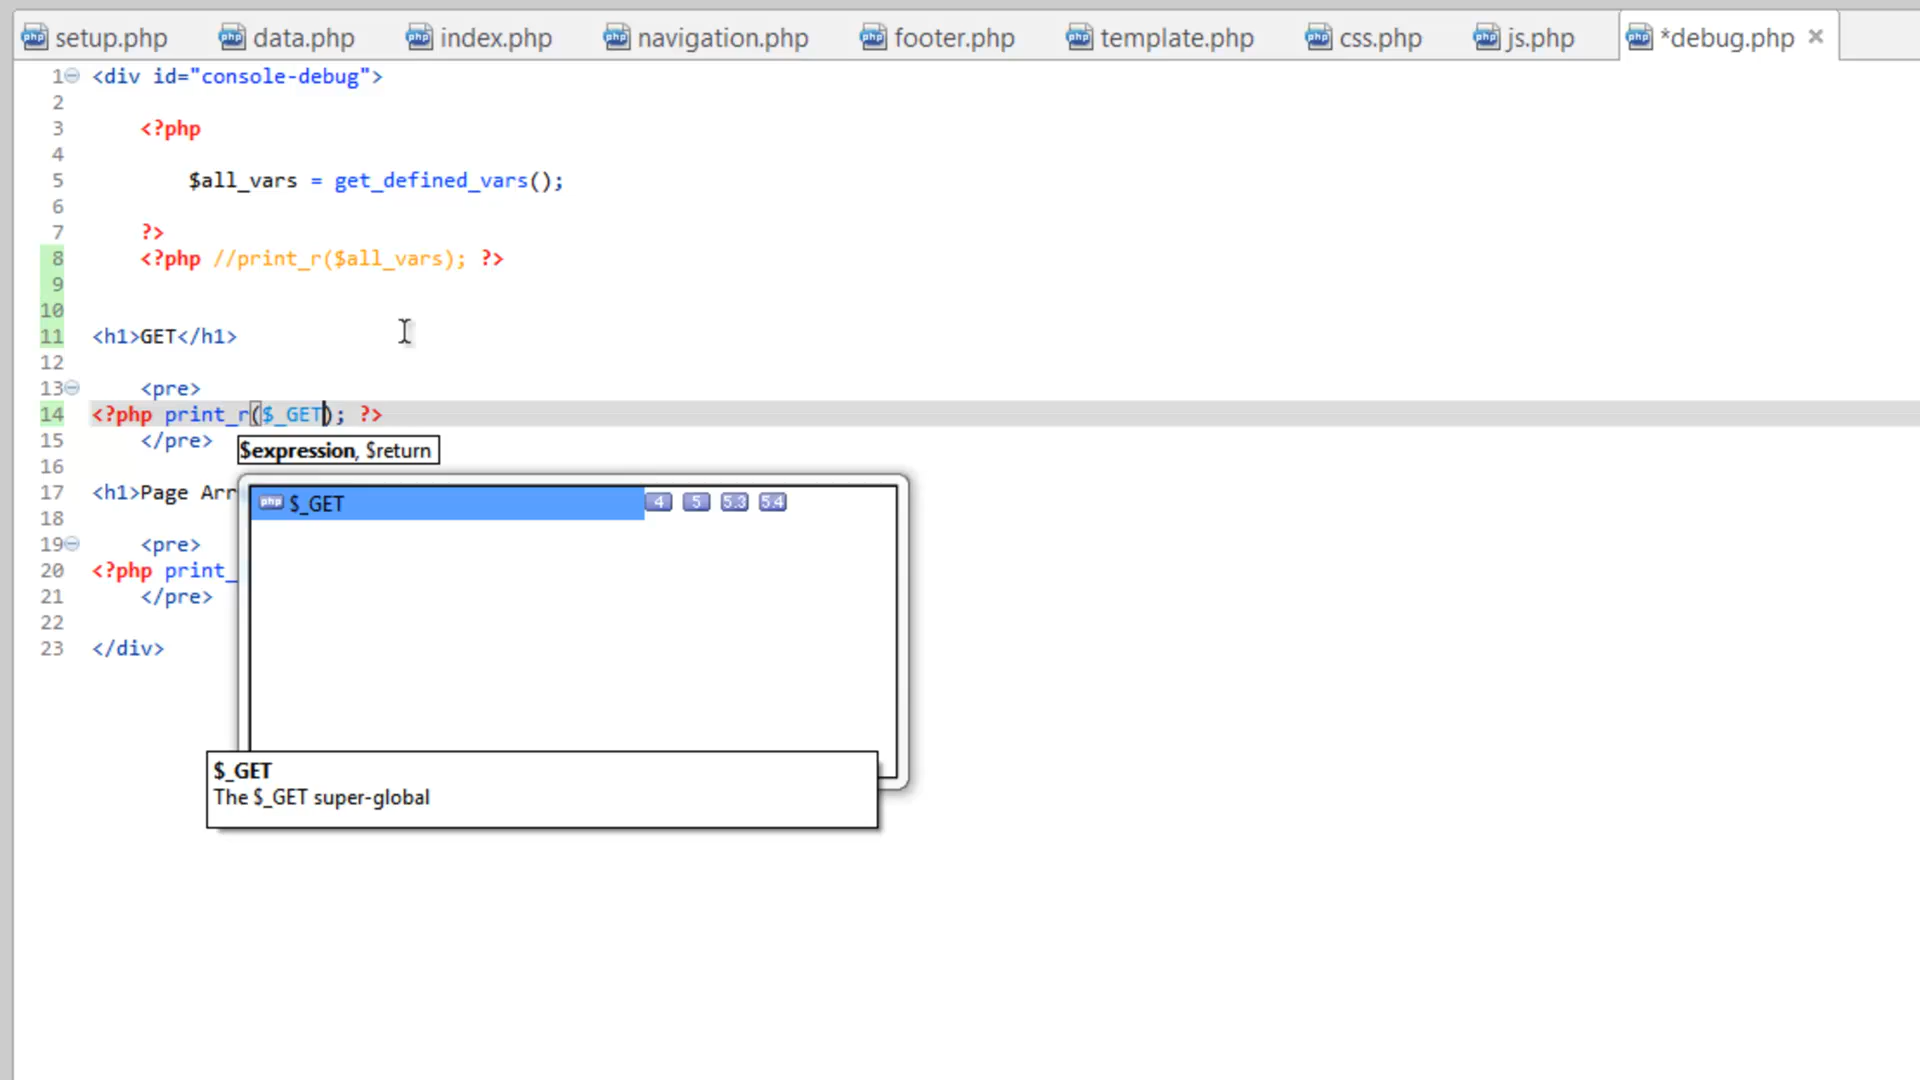 setup.php data.php index.php navigation.php footer.php template.php css.php js.php *debug.php
1 <div id="console-debug">
2
3 <?php
4
5 $all_vars = get_defined_vars();
6
7 ?>
8 <?php //print_r($all_vars); ?>
9
10
11 <h1>GET</h1>
12
13 <pre>
14 <?php print_r($_GET); ?>
15 </pre>
$expression, $return
16
17 <h1>Page Arr
php $_GET 4 5 5.3 5.4
18
19 <pre>
20 <?php print_
21 </pre>
22
23 </div>
$_GET
The $_GET super-global